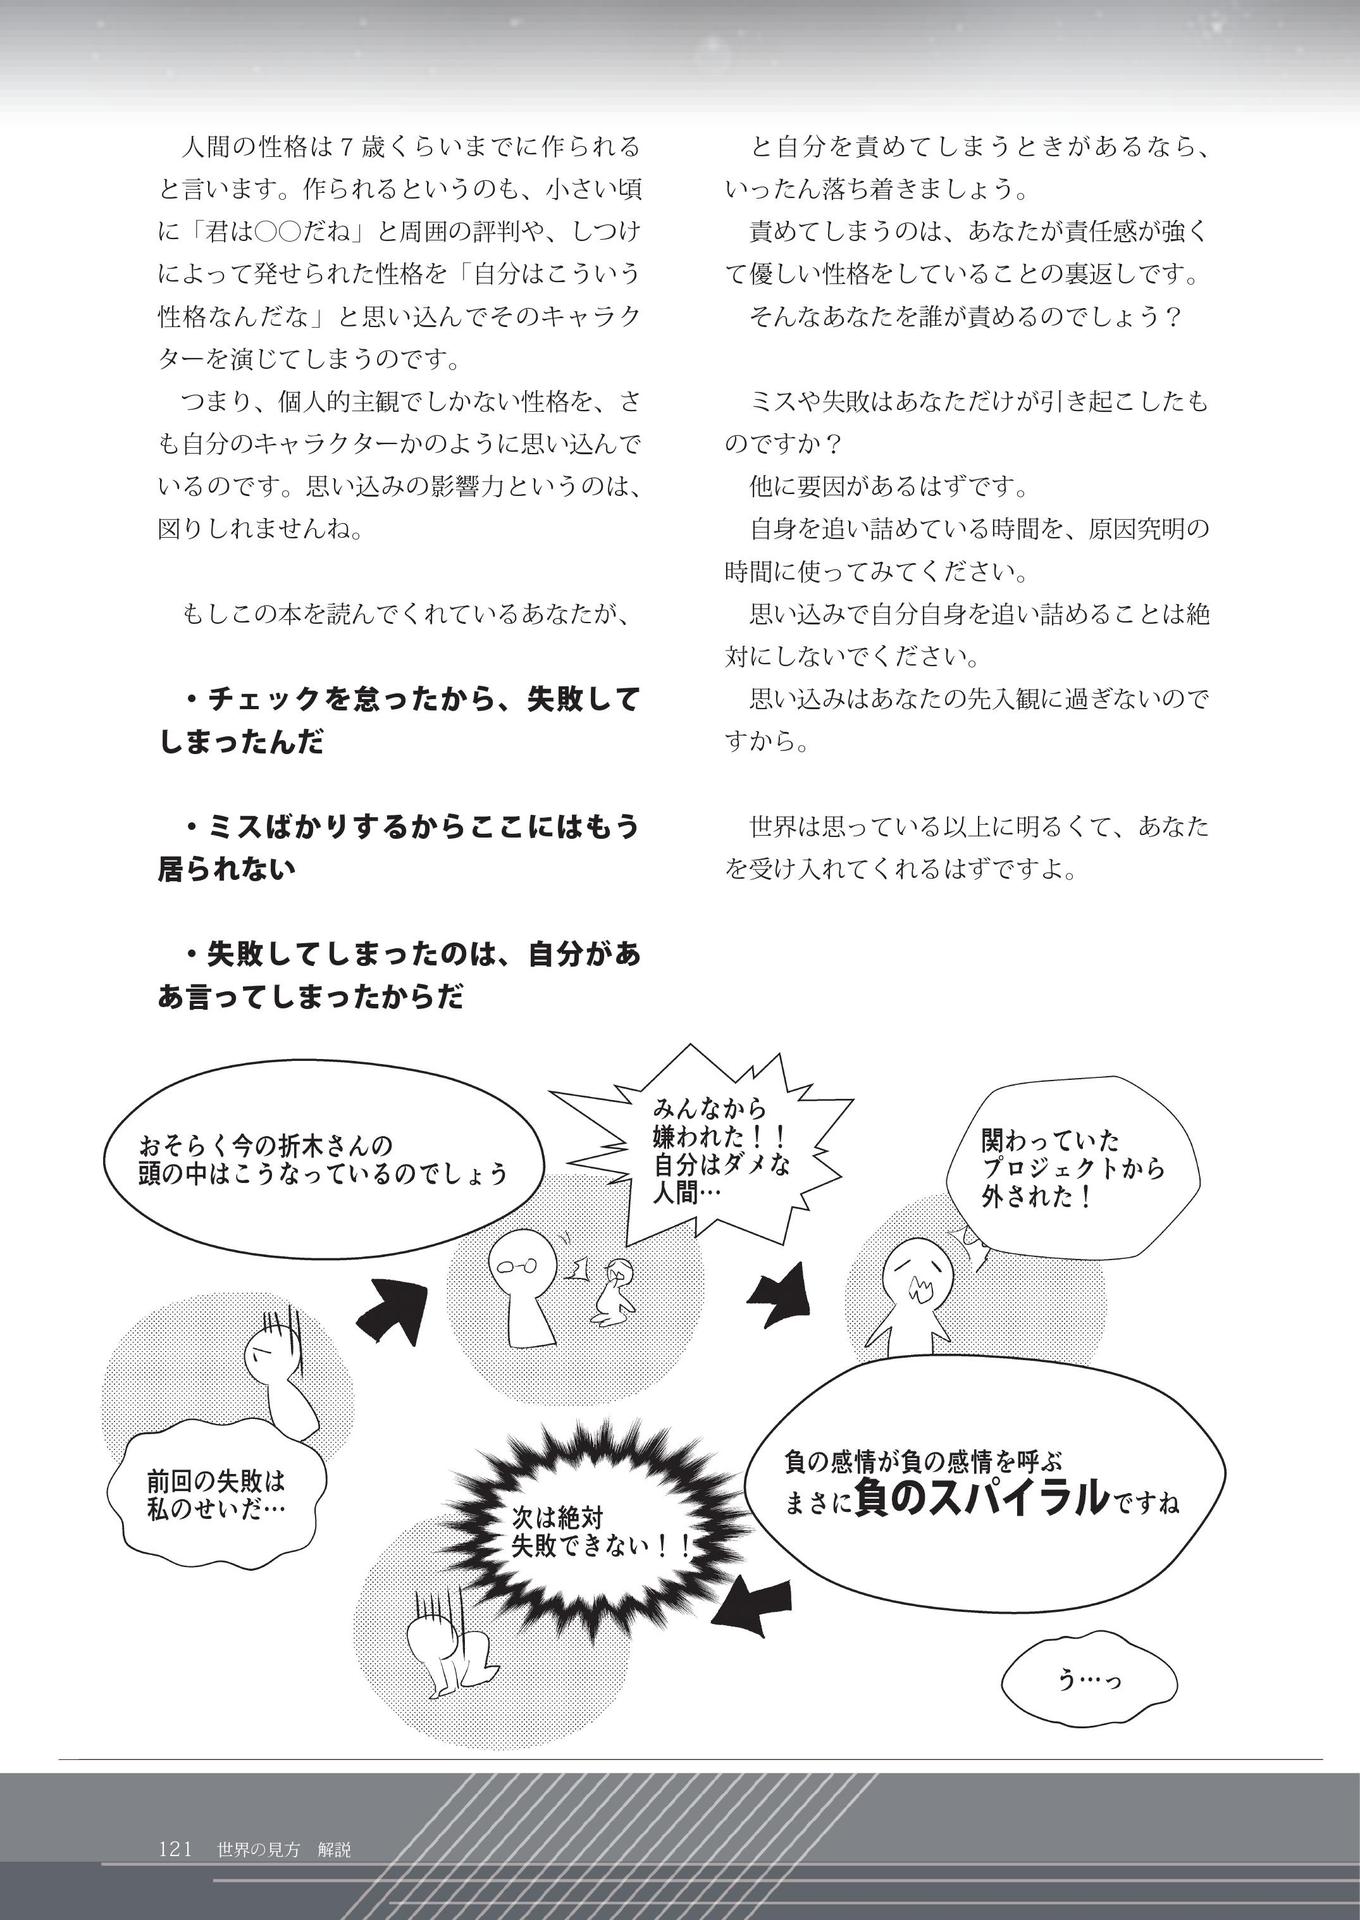 人間の性格は７歳くらいまでに作られる
と言います。作られるというのも、小さい頃
に「君は〇〇だね」と周囲の評判や、しつけ
によって発せられた性格を「自分はこういう
性格なんだな」と思い込んでそのキャラク
ターを演じてしまうのです。
つまり、個人的主観でしかない性格を、さ
も自分のキャラクターかのように思い込んで
いるのです。思い込みの影響力というのは、
図りしれませんね。
もしこの本を読んでくれているあなたが、
・チェックを怠ったから、失敗して
しまったんだ
・ミスばかりするからここにはもう
居られない
・失敗してしまったのは、自分があ
あ言ってしまったからだ
と自分を責めてしまうときがあるなら、
いったん落ち着きましょう。
責めてしまうのは、あなたが責任感が強く
て優しい性格をしていることの裏返しです。
そんなあなたを誰が責めるのでしょう？
ミスや失敗はあなただけが引き起こしたも
のですか？
他に要因があるはずです。
自身を追い詰めている時間を、原因究明の
時間に使ってみてください。
思い込みで自分自身を追い詰めることは絶
対にしないでください。
思い込みはあなたの先入観に過ぎないので
すから。
世界は思っている以上に明るくて、あなた
を受け入れてくれるはずですよ。
おそらく今の折木さんの
頭の中はこうなっているのでしょう
前回の失敗は
私のせいだ…
みんなから
嫌われた！！
自分はダメな
人間…
関わっていた
プロジェクトから
外された！
次は絶対
失敗できない！！
負の感情が負の感情を呼ぶ
まさに負のスパイラルですね
う…っ
121　世界の見方　解説